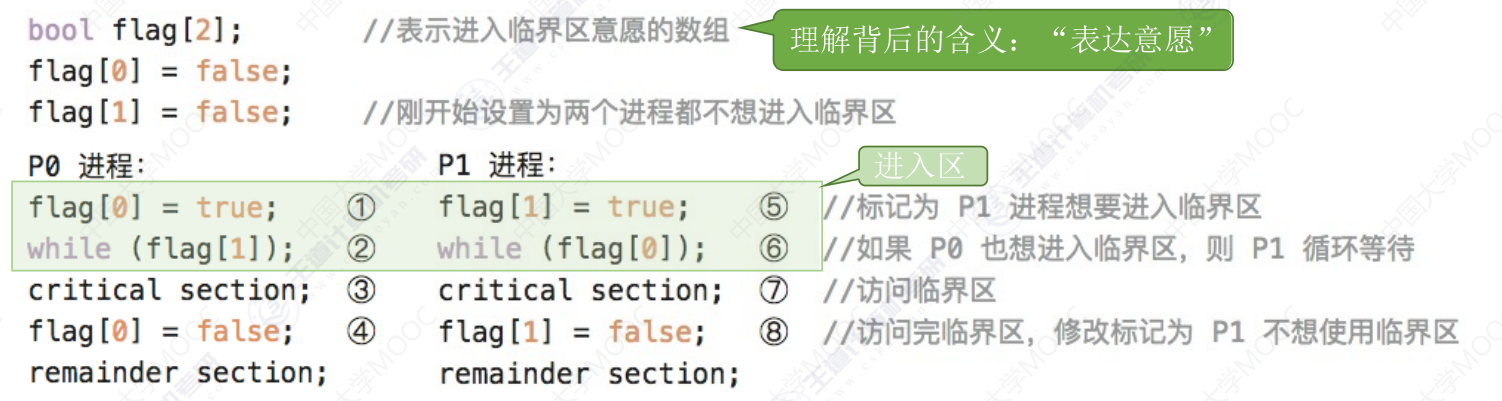 bool flag[2]; //表示进入临界区意愿的数组
理解背后的含义：“表达意愿”
flag[0] = false;
flag[1] = false; //刚开始设置为两个进程都不想进入临界区
P0 进程: P1 进程:
进入区
flag[0] = true; ① flag[1] = true; ⑤ //标记为 P1 进程想要进入临界区
while (flag[1]); ② while (flag[0]); ⑥ //如果 P0 也想进入临界区，则 P1 循环等待
critical section; ③ critical section; ⑦ //访问临界区
flag[0] = false; ④ flag[1] = false; ⑧ //访问完临界区，修改标记为 P1 不想使用临界区
remainder section; remainder section;